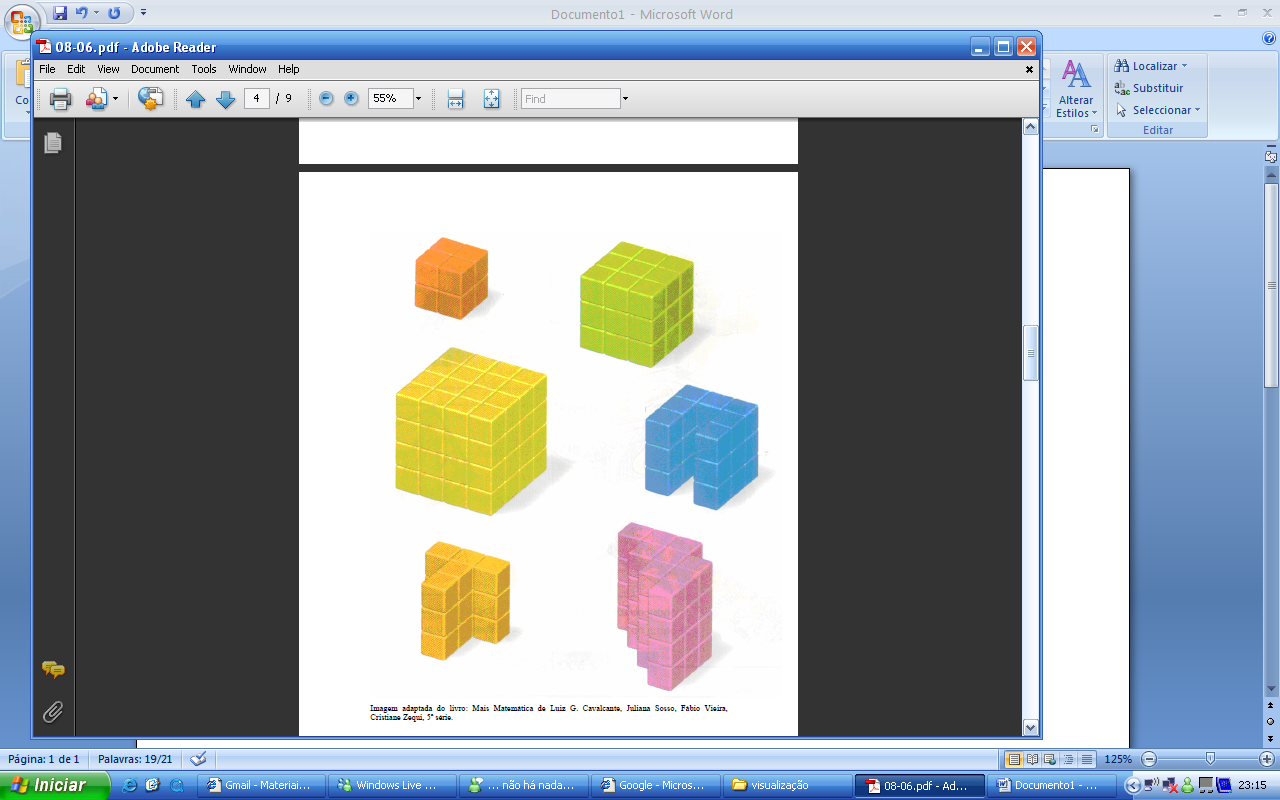 Documento1 - Microsoft Word
08-06.pdf - Adobe Reader
File Edit View Document Tools Window Help
4 / 9 55% Find
Localizar
Substituir
Selecionar
Alterar
Estilos
Editar
Co
Imagem adaptada do livro: Mais Matemática de Luiz G. Cavalcante, Juliana Sosso, Fábio Vieira,
Cristiane Zequi, 5ª série.
Página: 1 de 1 Palavras: 19/21 125%
Iniciar Gmail - Materiai... Windows Live ... ... não há nada... Google - Micros... visualização 08-06.pdf - Ad... Documento1 - ... 23:15